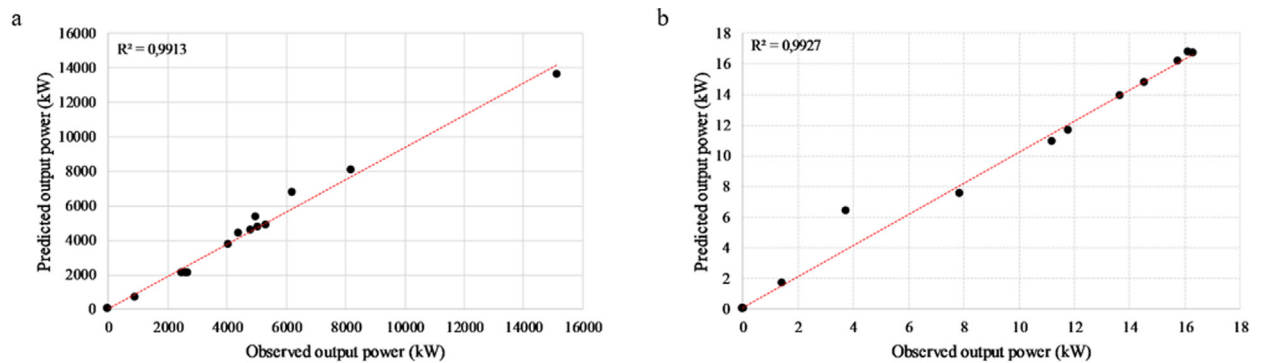 a
16000
14000
12000
10000
8000
6000
4000
2000
0
R² = 0,9913
Predicted output power (kW)
0 2000 4000 6000 8000 10000 12000 14000 16000
Observed output power (kW)
b
18
16
14
12
10
8
6
4
2
0
R² = 0,9927
Predicted output power (kW)
0 2 4 6 8 10 12 14 16 18
Observed output power (kW)